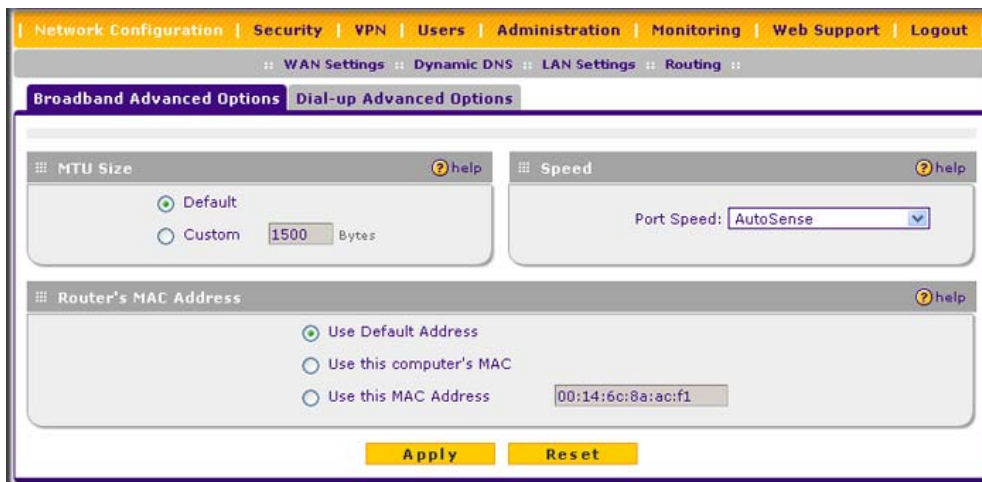 | Network Configuration | Security | VPN | Users | Administration | Monitoring | Web Support | Logout
:: WAN Settings :: Dynamic DNS :: LAN Settings :: Routing ::
Broadband Advanced Options Dial-up Advanced Options
MTU Size ?help
Default
Custom 1500 Bytes
Speed ?help
Port Speed: AutoSense
Router's MAC Address ?help
Use Default Address
Use this computer's MAC
Use this MAC Address 00:14:6c:8a:ac:f1
Apply Reset